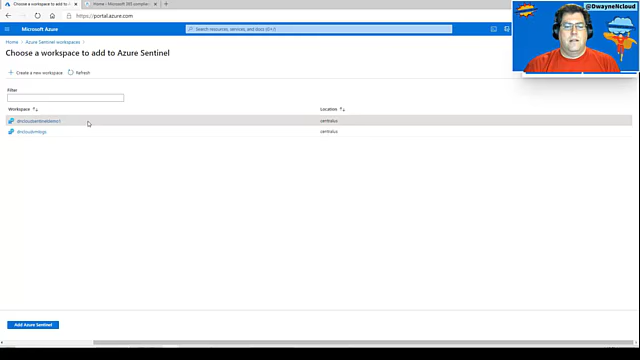 Choose a workspace to add to A
Home - Microsoft 365 complian
@DwayneNcloud
https://portal.azure.com
Microsoft Azure
Search resources, services, and docs (G+/)
Home
Azure Sentinel workspaces
Choose a workspace to add to Azure Sentinel
Create a new workspace
Refresh
Filter
Workspace
Location
centralus
centralus
Add Azure Sentinel